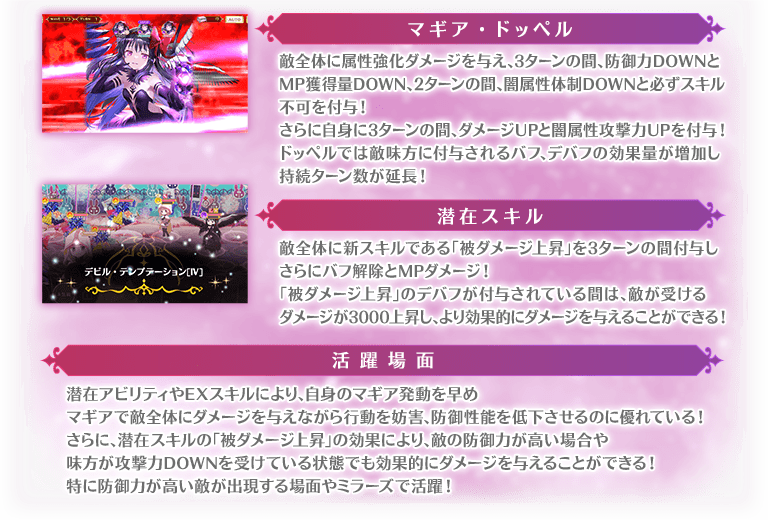 マギア・ドッペル
敵全体に属性強化ダメージを与え、3ターンの間、防御力DOWNと
MP獲得量DOWN、2ターンの間、闇属性体制DOWNと必ずスキル
不可を付与！
さらに自身に3ターンの間、ダメージUPと闇属性攻撃力UPを付与！
ドッペルでは敵味方に付与されるバフ、デバフの効果量が増加し
持続ターン数が延長！
デビル・テンプテーション[Ⅳ]
潜在スキル
敵全体に新スキルである「被ダメージ上昇」を3ターンの間付与し
さらにバフ解除とMPダメージ！
「被ダメージ上昇」のデバフが付与されている間は、敵が受ける
ダメージが3000上昇し、より効果的にダメージを与えることができる！
活躍場面
潜在アビリティやEXスキルにより、自身のマギア発動を早め
マギアで敵全体にダメージを与えながら行動を妨害、防御性能を低下させるのに優れている！
さらに、潜在スキルの「被ダメージ上昇」の効果により、敵の防御力が高い場合や
味方が攻撃力DOWNを受けている状態でも効果的にダメージを与えることができる！
特に防御力が高い敵が出現する場面やミラーズで活躍！